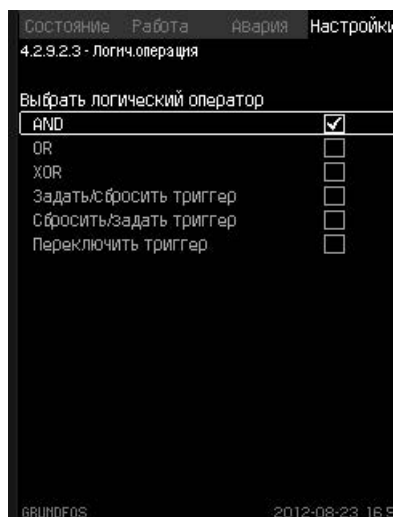 Состояние Работа Авария Настройки
4.2.9.2.3 - Логич.операция
Выбрать логический оператор
AND
OR
XOR
Задать/сбросить триггер
Сбросить/задать триггер
Переключить триггер
GRUNDFOS 2012-08-23 16:5